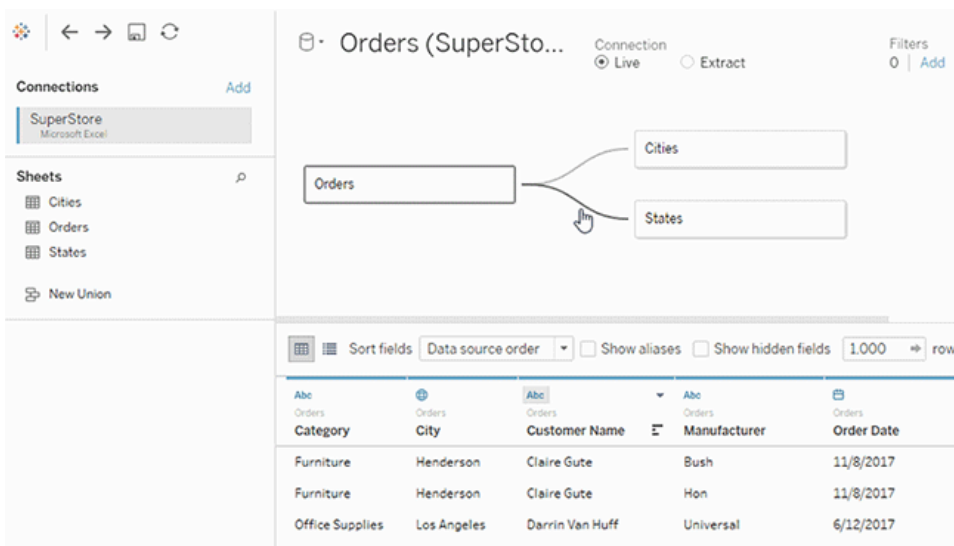 Connections Add
SuperStore
Microsoft Excel
Sheets
Cities
Orders
States
New Union
Orders (SuperSto...
Connection
Live Extract
Filters
0 | Add
Orders
Cities
States
Sort fields Data source order Show aliases Show hidden fields 1.000 row
Abc Abc Abc
Orders Orders Orders Orders Orders
Category City Customer Name Manufacturer Order Date
Furniture Henderson Claire Gute Bush 11/8/2017
Furniture Henderson Claire Gute Hon 11/8/2017
Office Supplies Los Angeles Darrin Van Huff Universal 6/12/2017